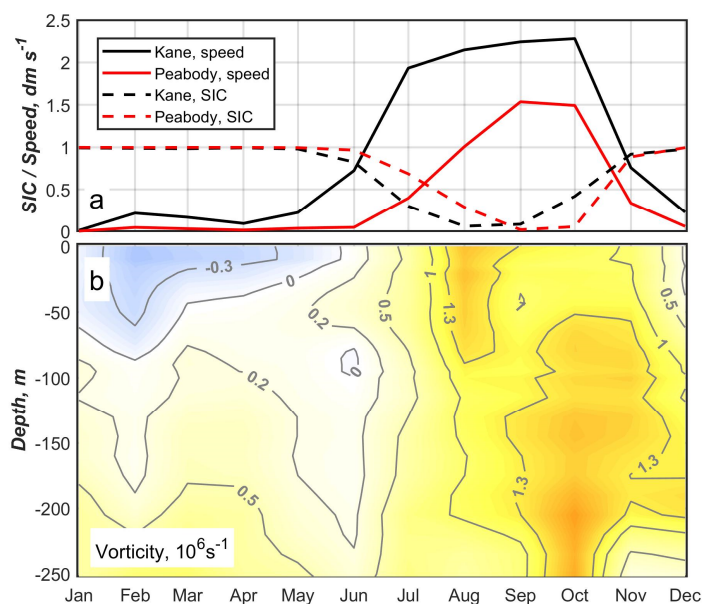 2.5
2
1.5
1
0.5
0
SIC / Speed, dm s-1
Kane, speed
Peabody, speed
Kane, SIC
Peabody, SIC
a
b
0
-50
-100
-150
-200
-250
Depth, m
-0.3
0
0.2
0.5
1
1.3
1
0.5
1
0
0.2
0.5
1.3
1.3
Vorticity, 10⁶s⁻¹
Jan Feb Mar Apr May Jun Jul Aug Sep Oct Nov Dec